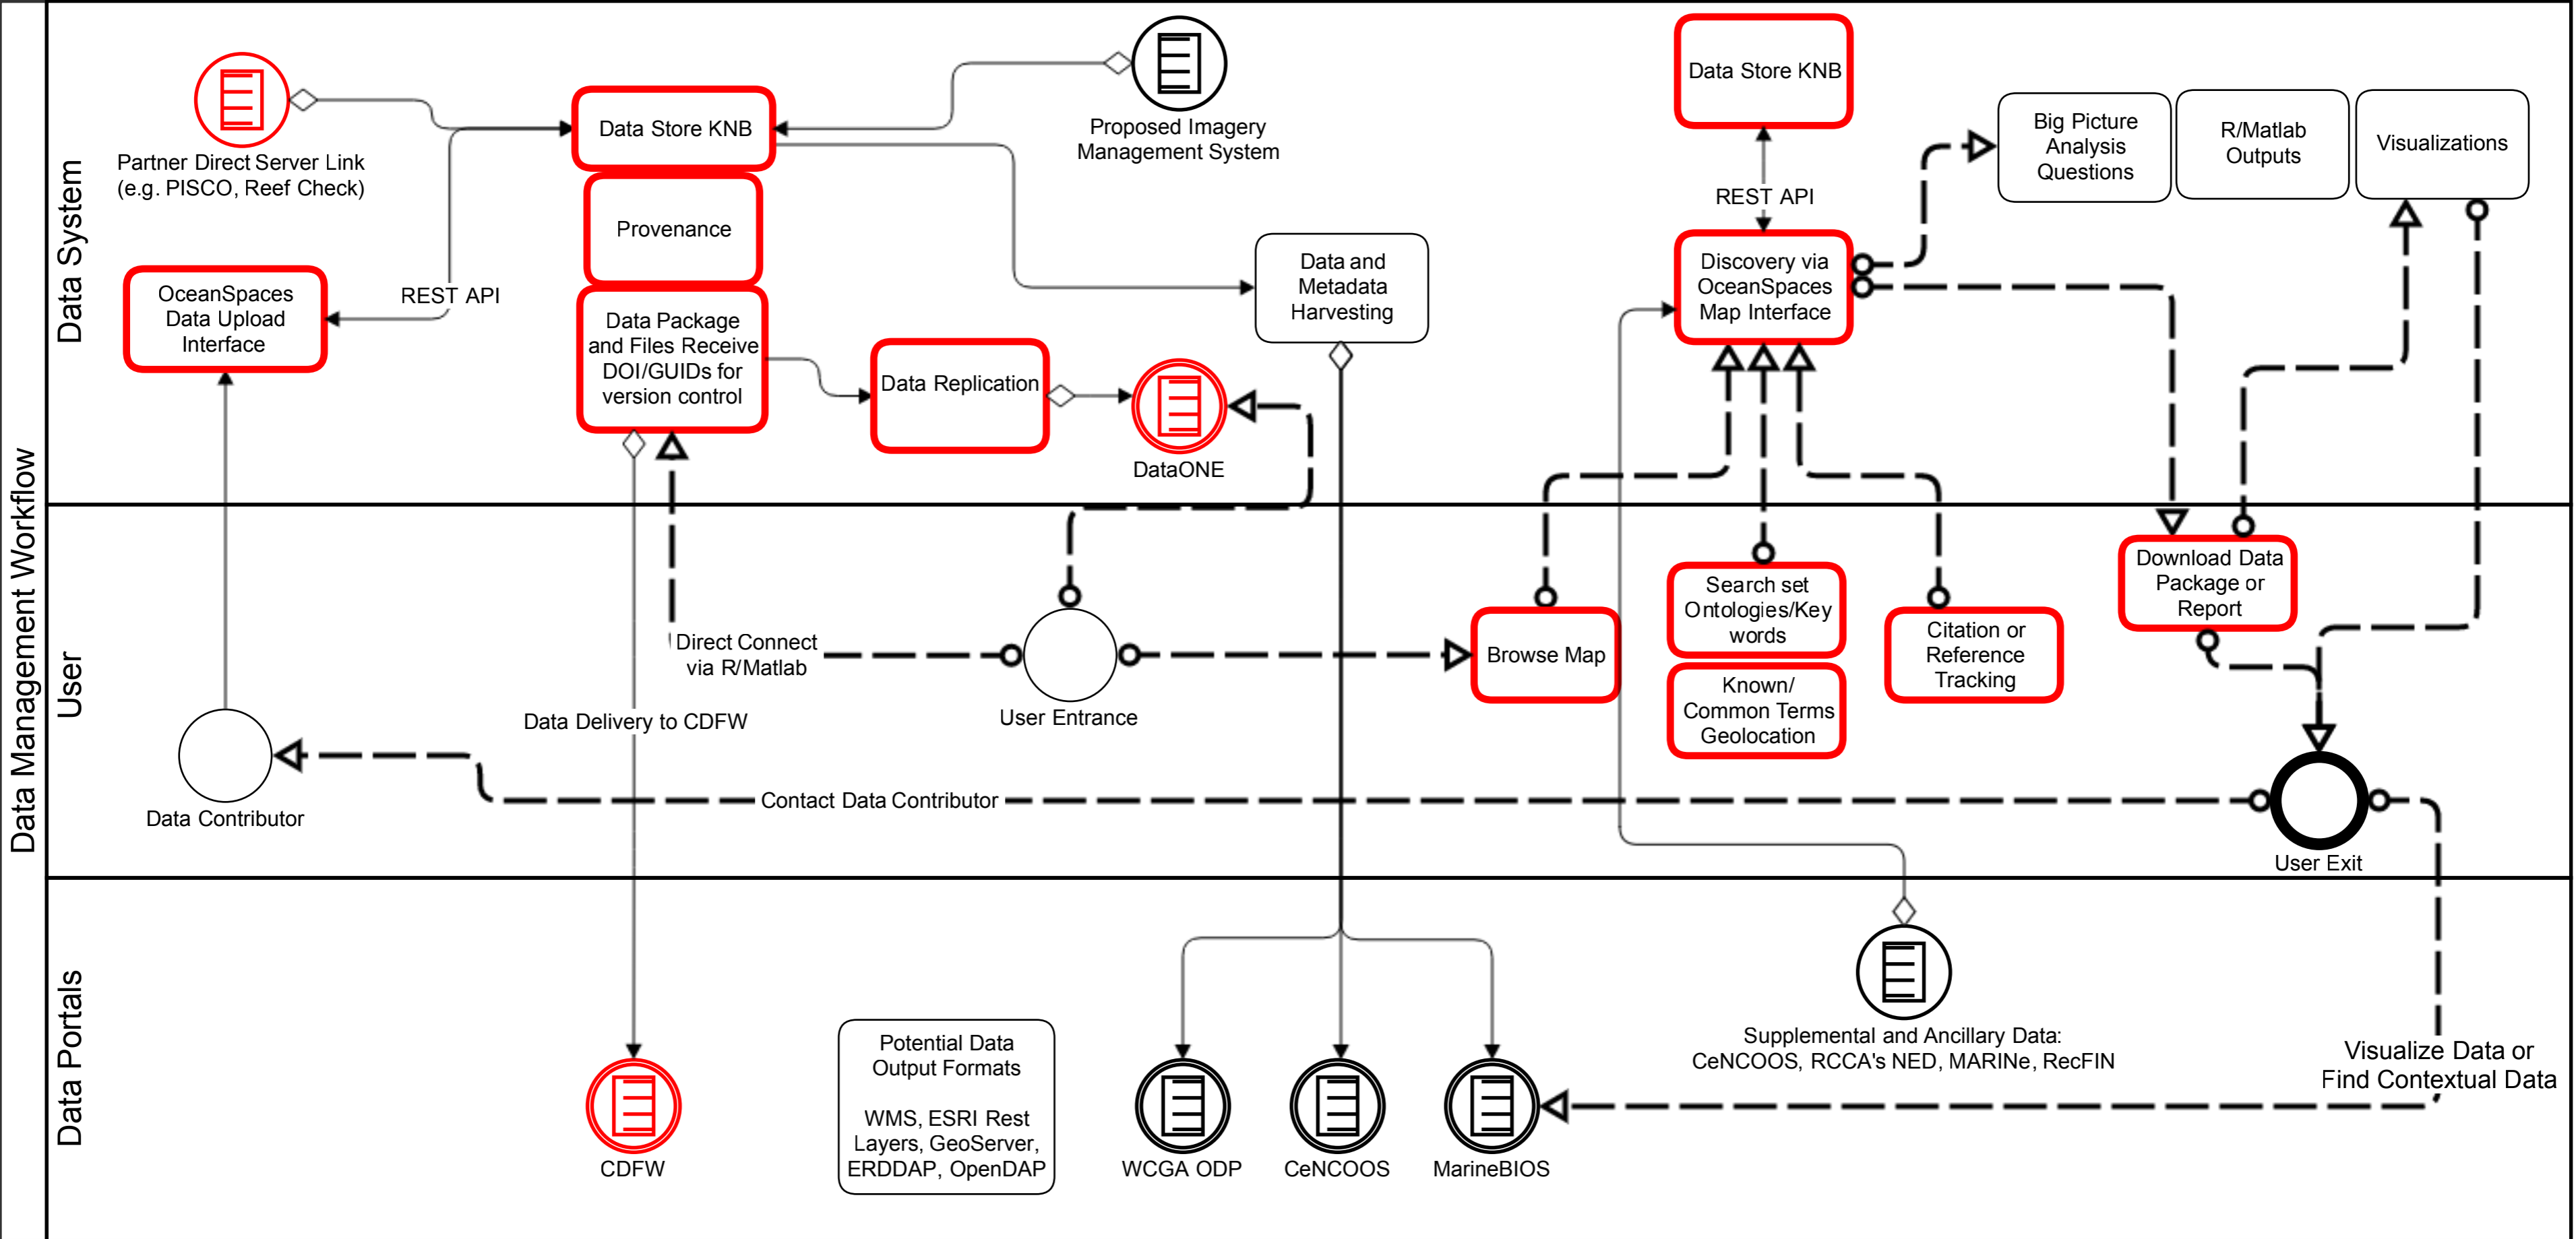 Data Management Workflow
Data System
Partner Direct Server Link
(e.g. PISCO, Reef Check)
OceanSpaces
Data Upload
Interface
REST API
Data Store KNB
Provenance
Data Package
and Files Receive
DOI/GUIDs for
version control
Data Replication
DataONE
Proposed Imagery
Management System
Data and
Metadata
Harvesting
Data Store KNB
REST API
Discovery via
OceanSpaces
Map Interface
Big Picture
Analysis
Questions
R/Matlab
Outputs
Visualizations
User
Data Contributor
Direct Connect
via R/Matlab
Data Delivery to CDFW
Contact Data Contributor
User Entrance
Browse Map
Search set
Ontologies/Key
words
Known/
Common Terms
Geolocation
Citation or
Reference
Tracking
Download Data
Package or
Report
User Exit
Data Portals
CDFW
Potential Data
Output Formats
WMS, ESRI Rest
Layers, GeoServer,
ERDDAP, OpenDAP
WCGA ODP
CeNCOOS
MarineBIOS
Supplemental and Ancillary Data:
CeNCOOS, RCCA's NED, MARINe, RecFIN
Visualize Data or
Find Contextual Data